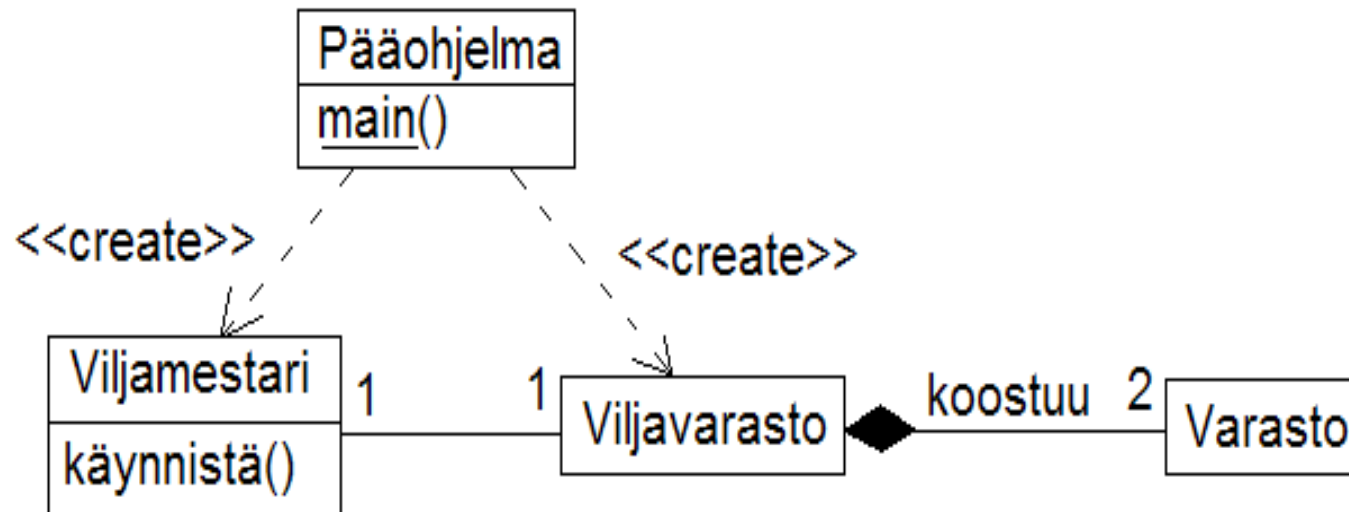 Pääohjelma
main()
<<create>>
<<create>>
Viljamestari
käynnistä()
1
1
Viljavarasto
koostuu
2
Varasto